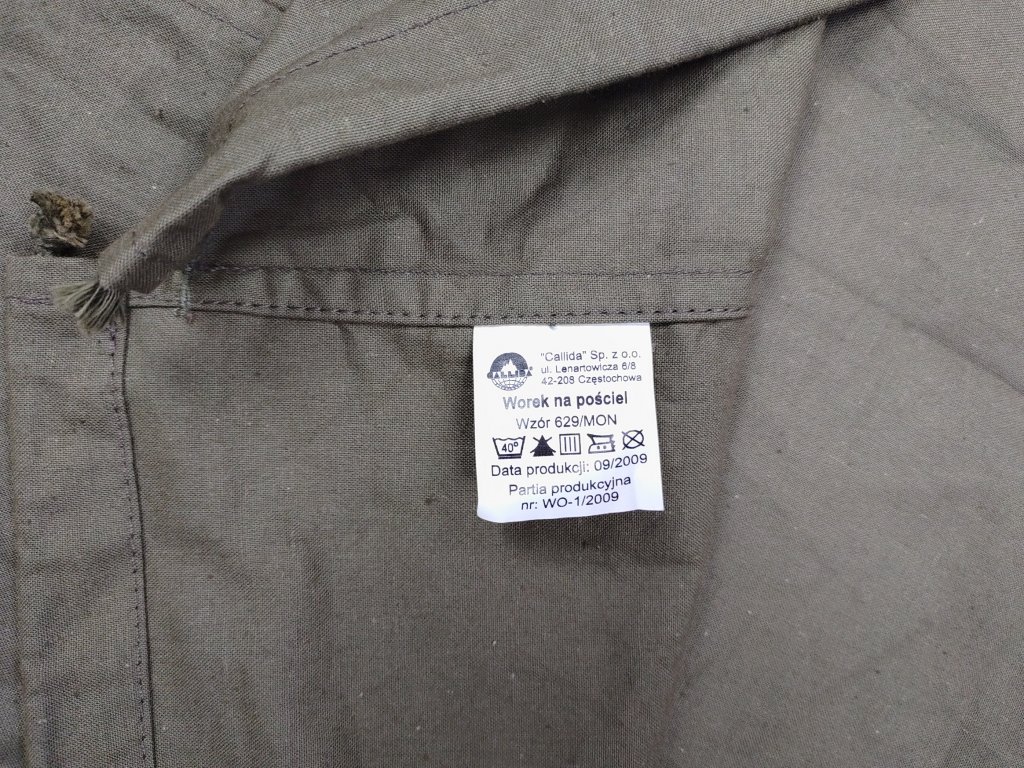 CALLIDA
"Callida" Sp. z o.o.
ul. Lenartowicza 6/8
42-208 Częstochowa
Worek na pościel
Wzór 629/MON
40°
Data produkcji: 09/2009
Partia produkcyjna
nr: WO-1/2009